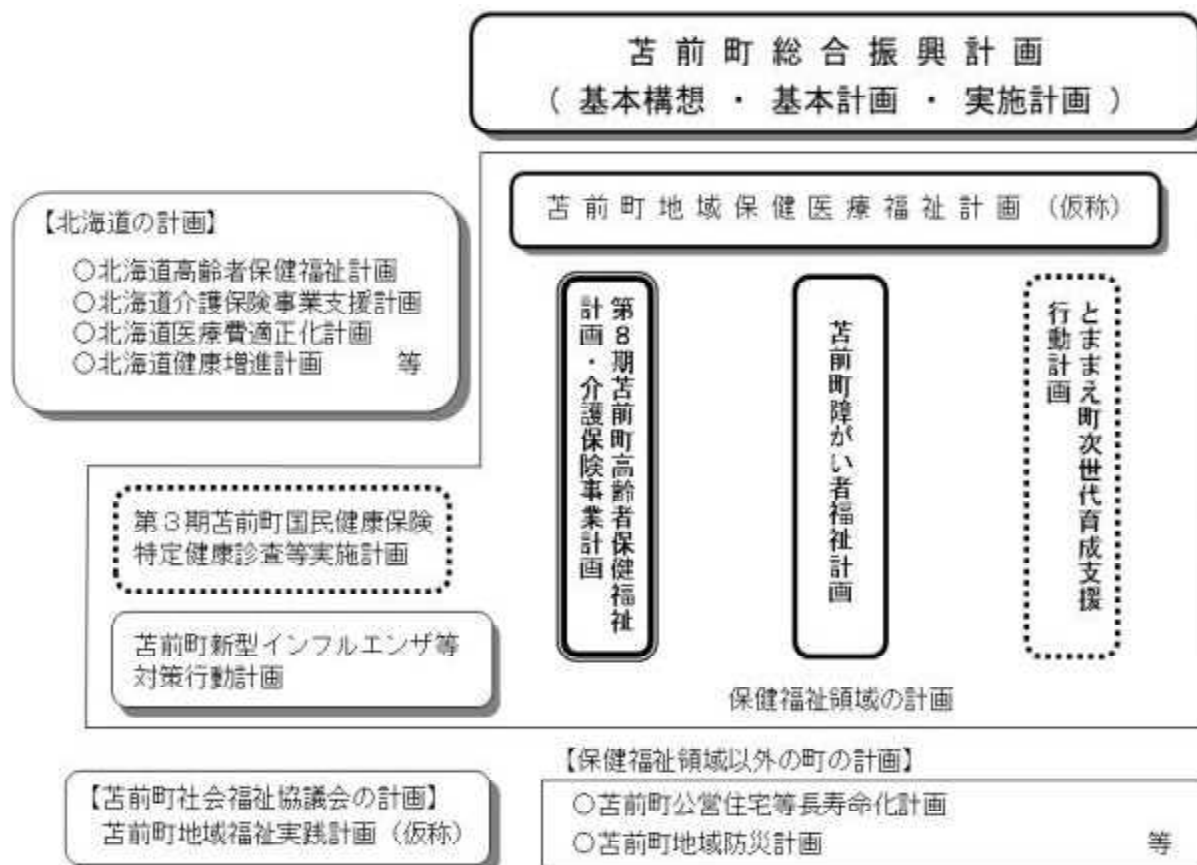 苫前町総合振興計画
（基本構想・基本計画・実施計画）
苫前町地域保健医療福祉計画（仮称）
【北海道の計画】
○北海道高齢者保健福祉計画
○北海道介護保険事業支援計画
○北海道医療費適正化計画
○北海道健康増進計画　等
第８期苫前町高齢者保健福祉
計画・介護保険事業計画
苫前町障がい者福祉計画
とままえ町次世代育成支援
行動計画
第３期苫前町国民健康保険
特定健康診査等実施計画
苫前町新型インフルエンザ等
対策行動計画
保健福祉領域の計画
【苫前町社会福祉協議会の計画】
苫前町地域福祉実践計画（仮称）
【保健福祉領域以外の町の計画】
○苫前町公営住宅等長寿命化計画
○苫前町地域防災計画　等